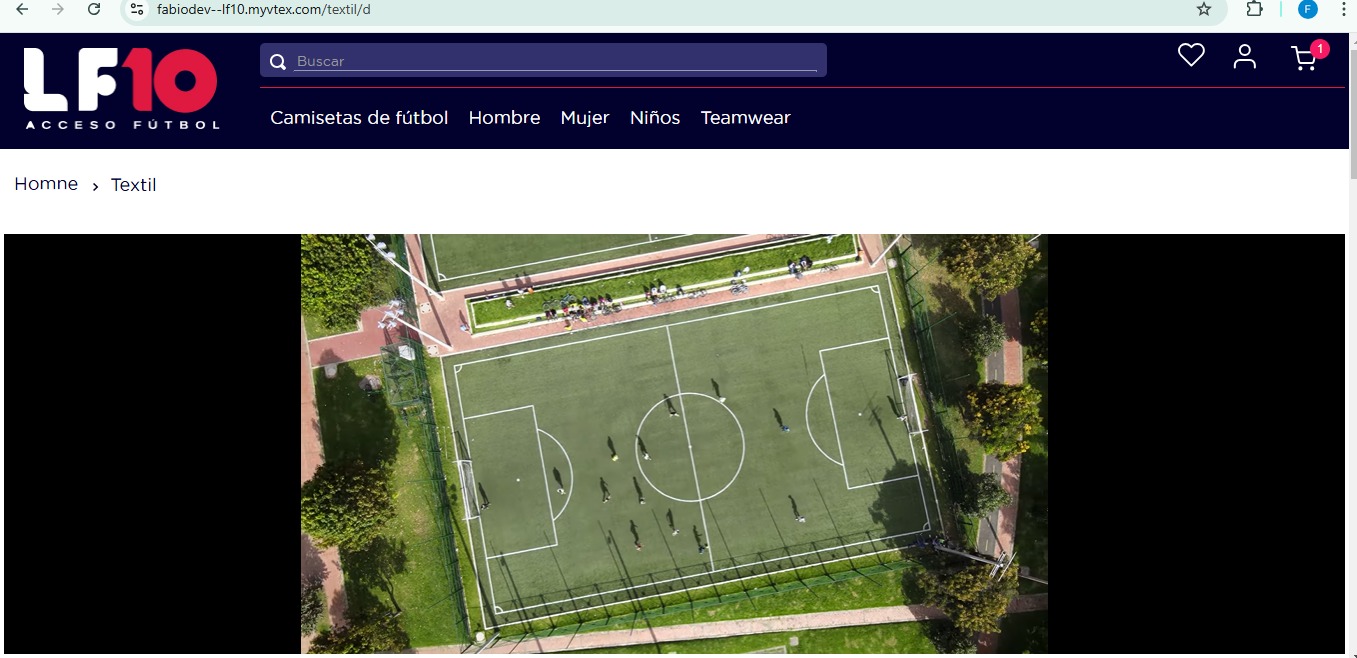 fabiodev--lf10.myvtex.com/textil/d
F
LF10
ACCESO FÚTBOL
Buscar
1
Camisetas de fútbol Hombre Mujer Niños Teamwear
Homne › Textil